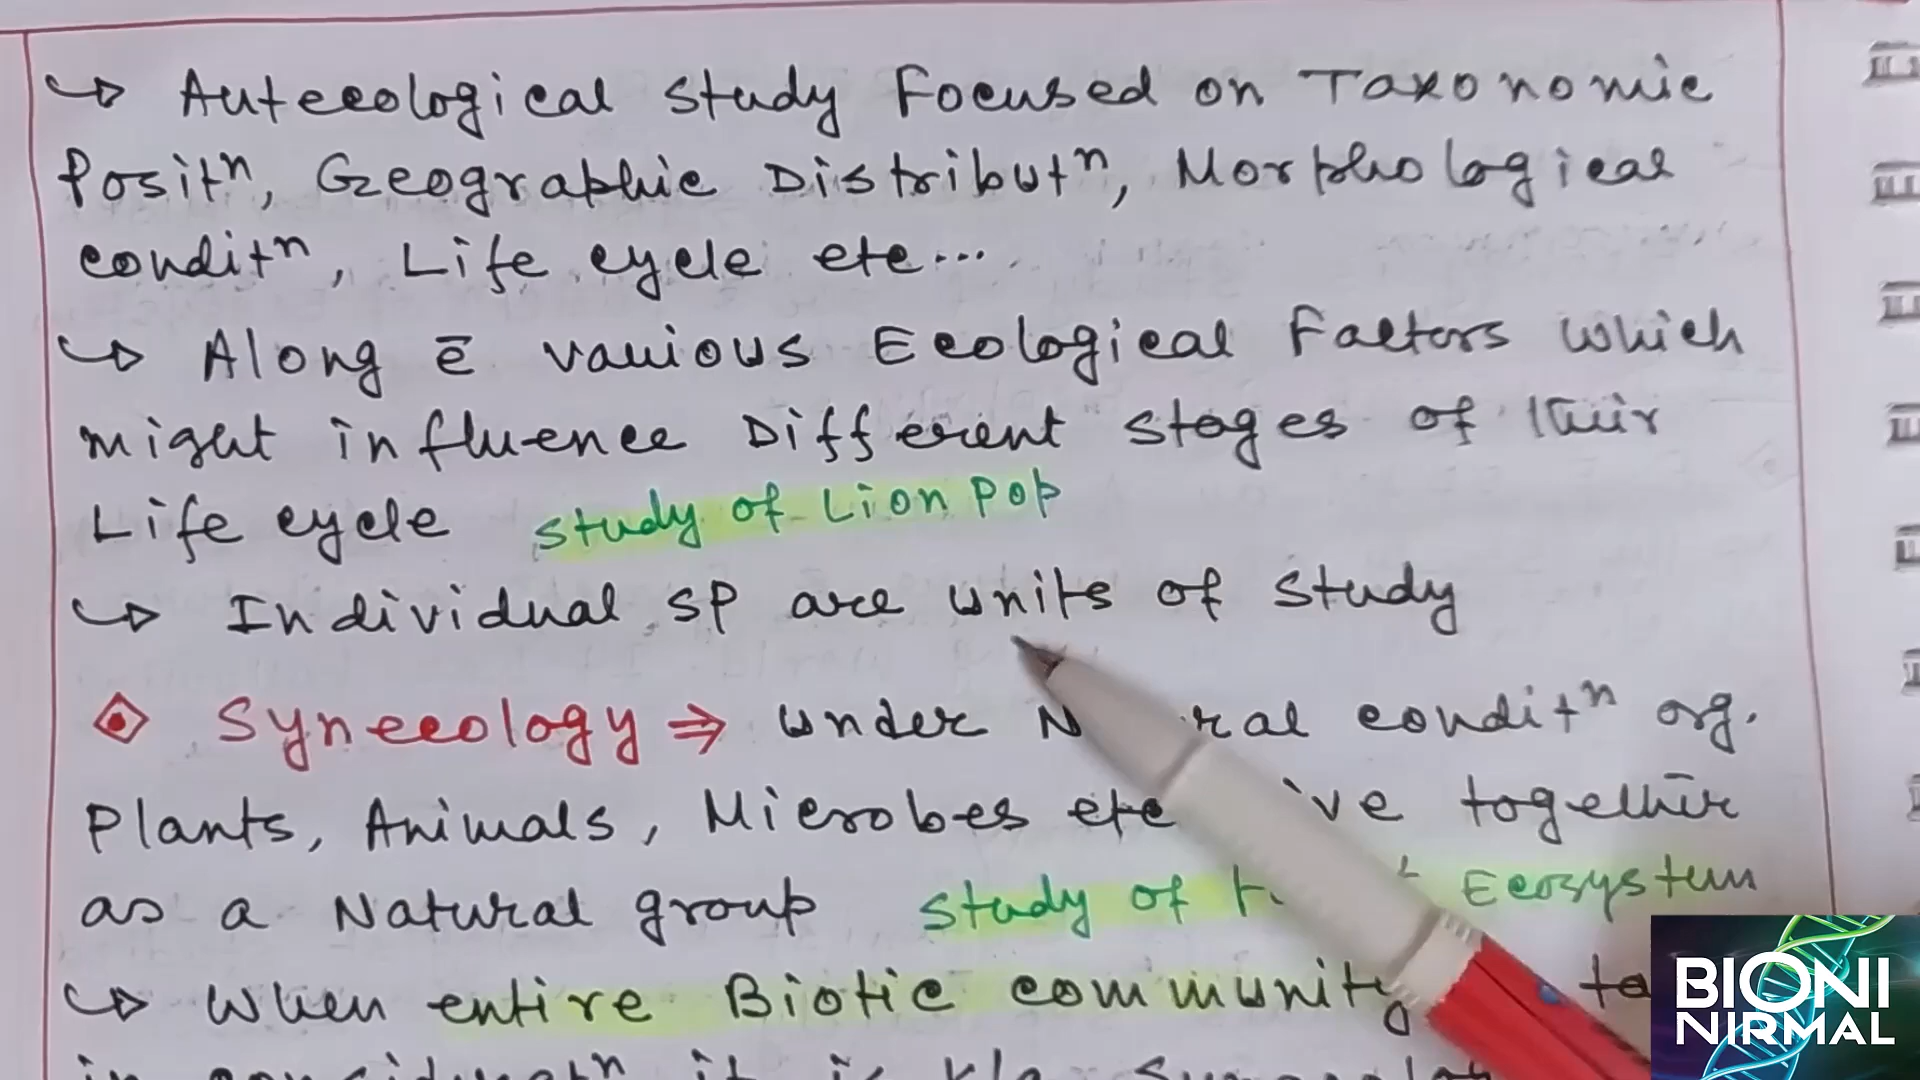 ↳ Autecological study Focused on Taxonomic
Positⁿ, Geographic Distributⁿ, Morphological
conditⁿ, Life cycle etc...
↳ Along c̄ various Ecological Factors which
might influence Different stages of their
Life cycle study of Lion Pop
↳ Individual SP are units of study
Synecology ⇒ under conditⁿ org.
Plants, Animals, Microbes etc together
as a Natural group study of Ecosystem
↳ When entire Biotic community
in it is k/a
BIONI
NIRMAL